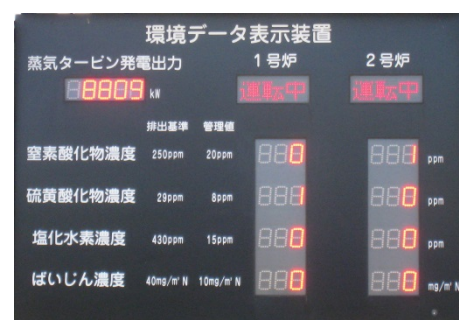 環境データ表示装置
蒸気タービン発電出力 1号炉 2号炉
8809 kW 運転中 運転中
排出基準 管理値
窒素酸化物濃度 250ppm 20ppm 0 1 ppm
硫黄酸化物濃度 29ppm 8ppm 1 0 ppm
塩化水素濃度 430ppm 15ppm 0 0 ppm
ばいじん濃度 40mg/m³N 10mg/m³N 0 0 mg/m³N